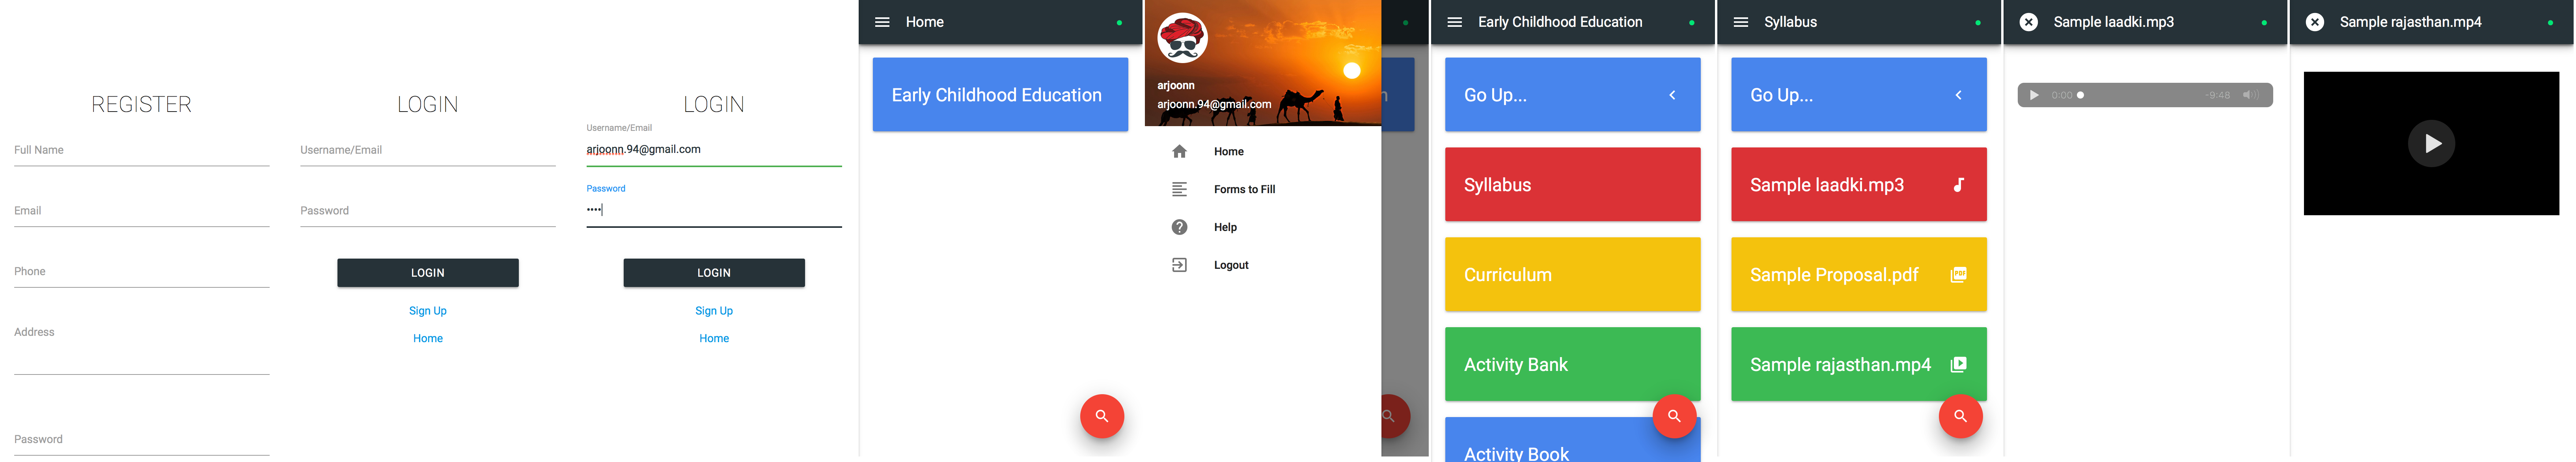 REGISTER
Full Name
Email
Phone
Address
Password
LOGIN
Username/Email
Password
LOGIN
Sign Up
Home
LOGIN
Username/Email
arjoonn.94@gmail.com
Password
••••
LOGIN
Sign Up
Home
Home
Early Childhood Education
arjoonn
arjoonn.94@gmail.com
Home
Forms to Fill
Help
Logout
n
Early Childhood Education
Go Up...
Syllabus
Curriculum
Activity Bank
Activity Book
Syllabus
Go Up...
Sample laadki.mp3
Sample Proposal.pdf
PDF
Sample rajasthan.mp4
Sample laadki.mp3
0:00
-9:48
Sample rajasthan.mp4